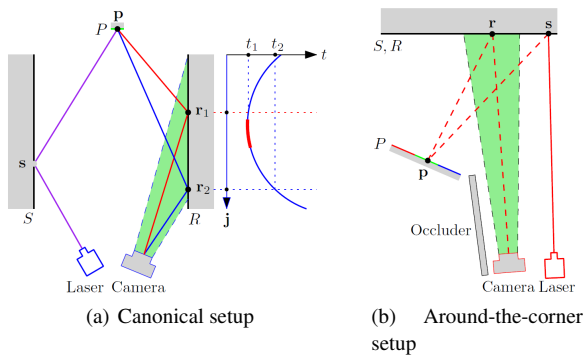 p
P
t₁ t₂
t
s
r₁
r₂
S
R
j
Laser Camera
(a) Canonical setup
r s
S, R
P
p
Occluder
Camera Laser
(b) Around-the-corner
setup